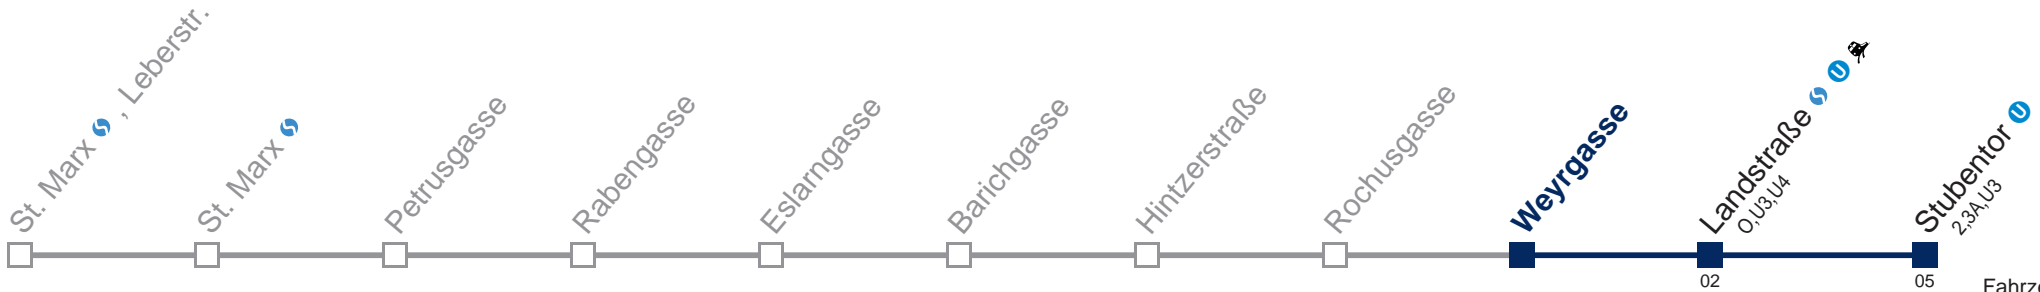 St. Marx S , Leberstr.
St. Marx S
Petrusgasse
Rabengasse
Eslarngasse
Barichgasse
Hintzerstraße
Rochusgasse
Weyrgasse
Landstraße S U
O,U3,U4
Stubentor U
2,3A,U3
02
05